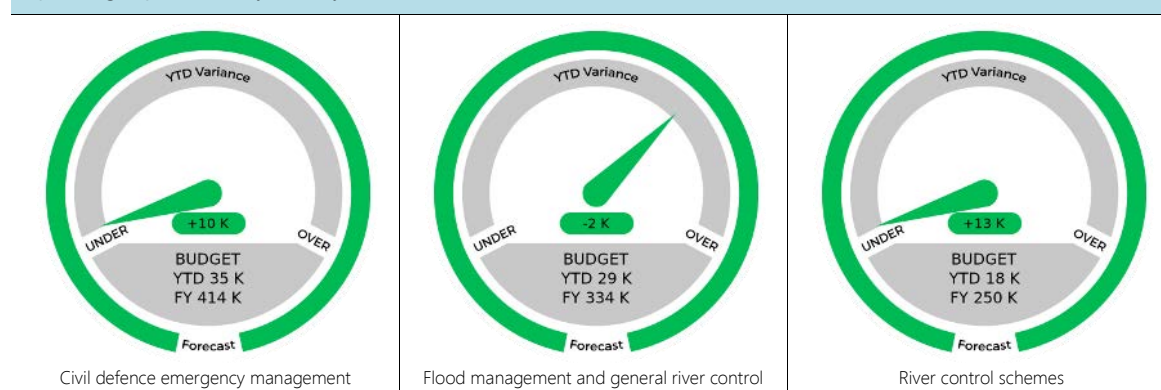 YTD Variance
+10 K
UNDER
OVER
BUDGET
YTD 35 K
FY 414 K
Forecast
Civil defence emergency management
YTD Variance
-2 K
UNDER
OVER
BUDGET
YTD 29 K
FY 334 K
Forecast
Flood management and general river control
YTD Variance
+13 K
UNDER
OVER
BUDGET
YTD 18 K
FY 250 K
Forecast
River control schemes